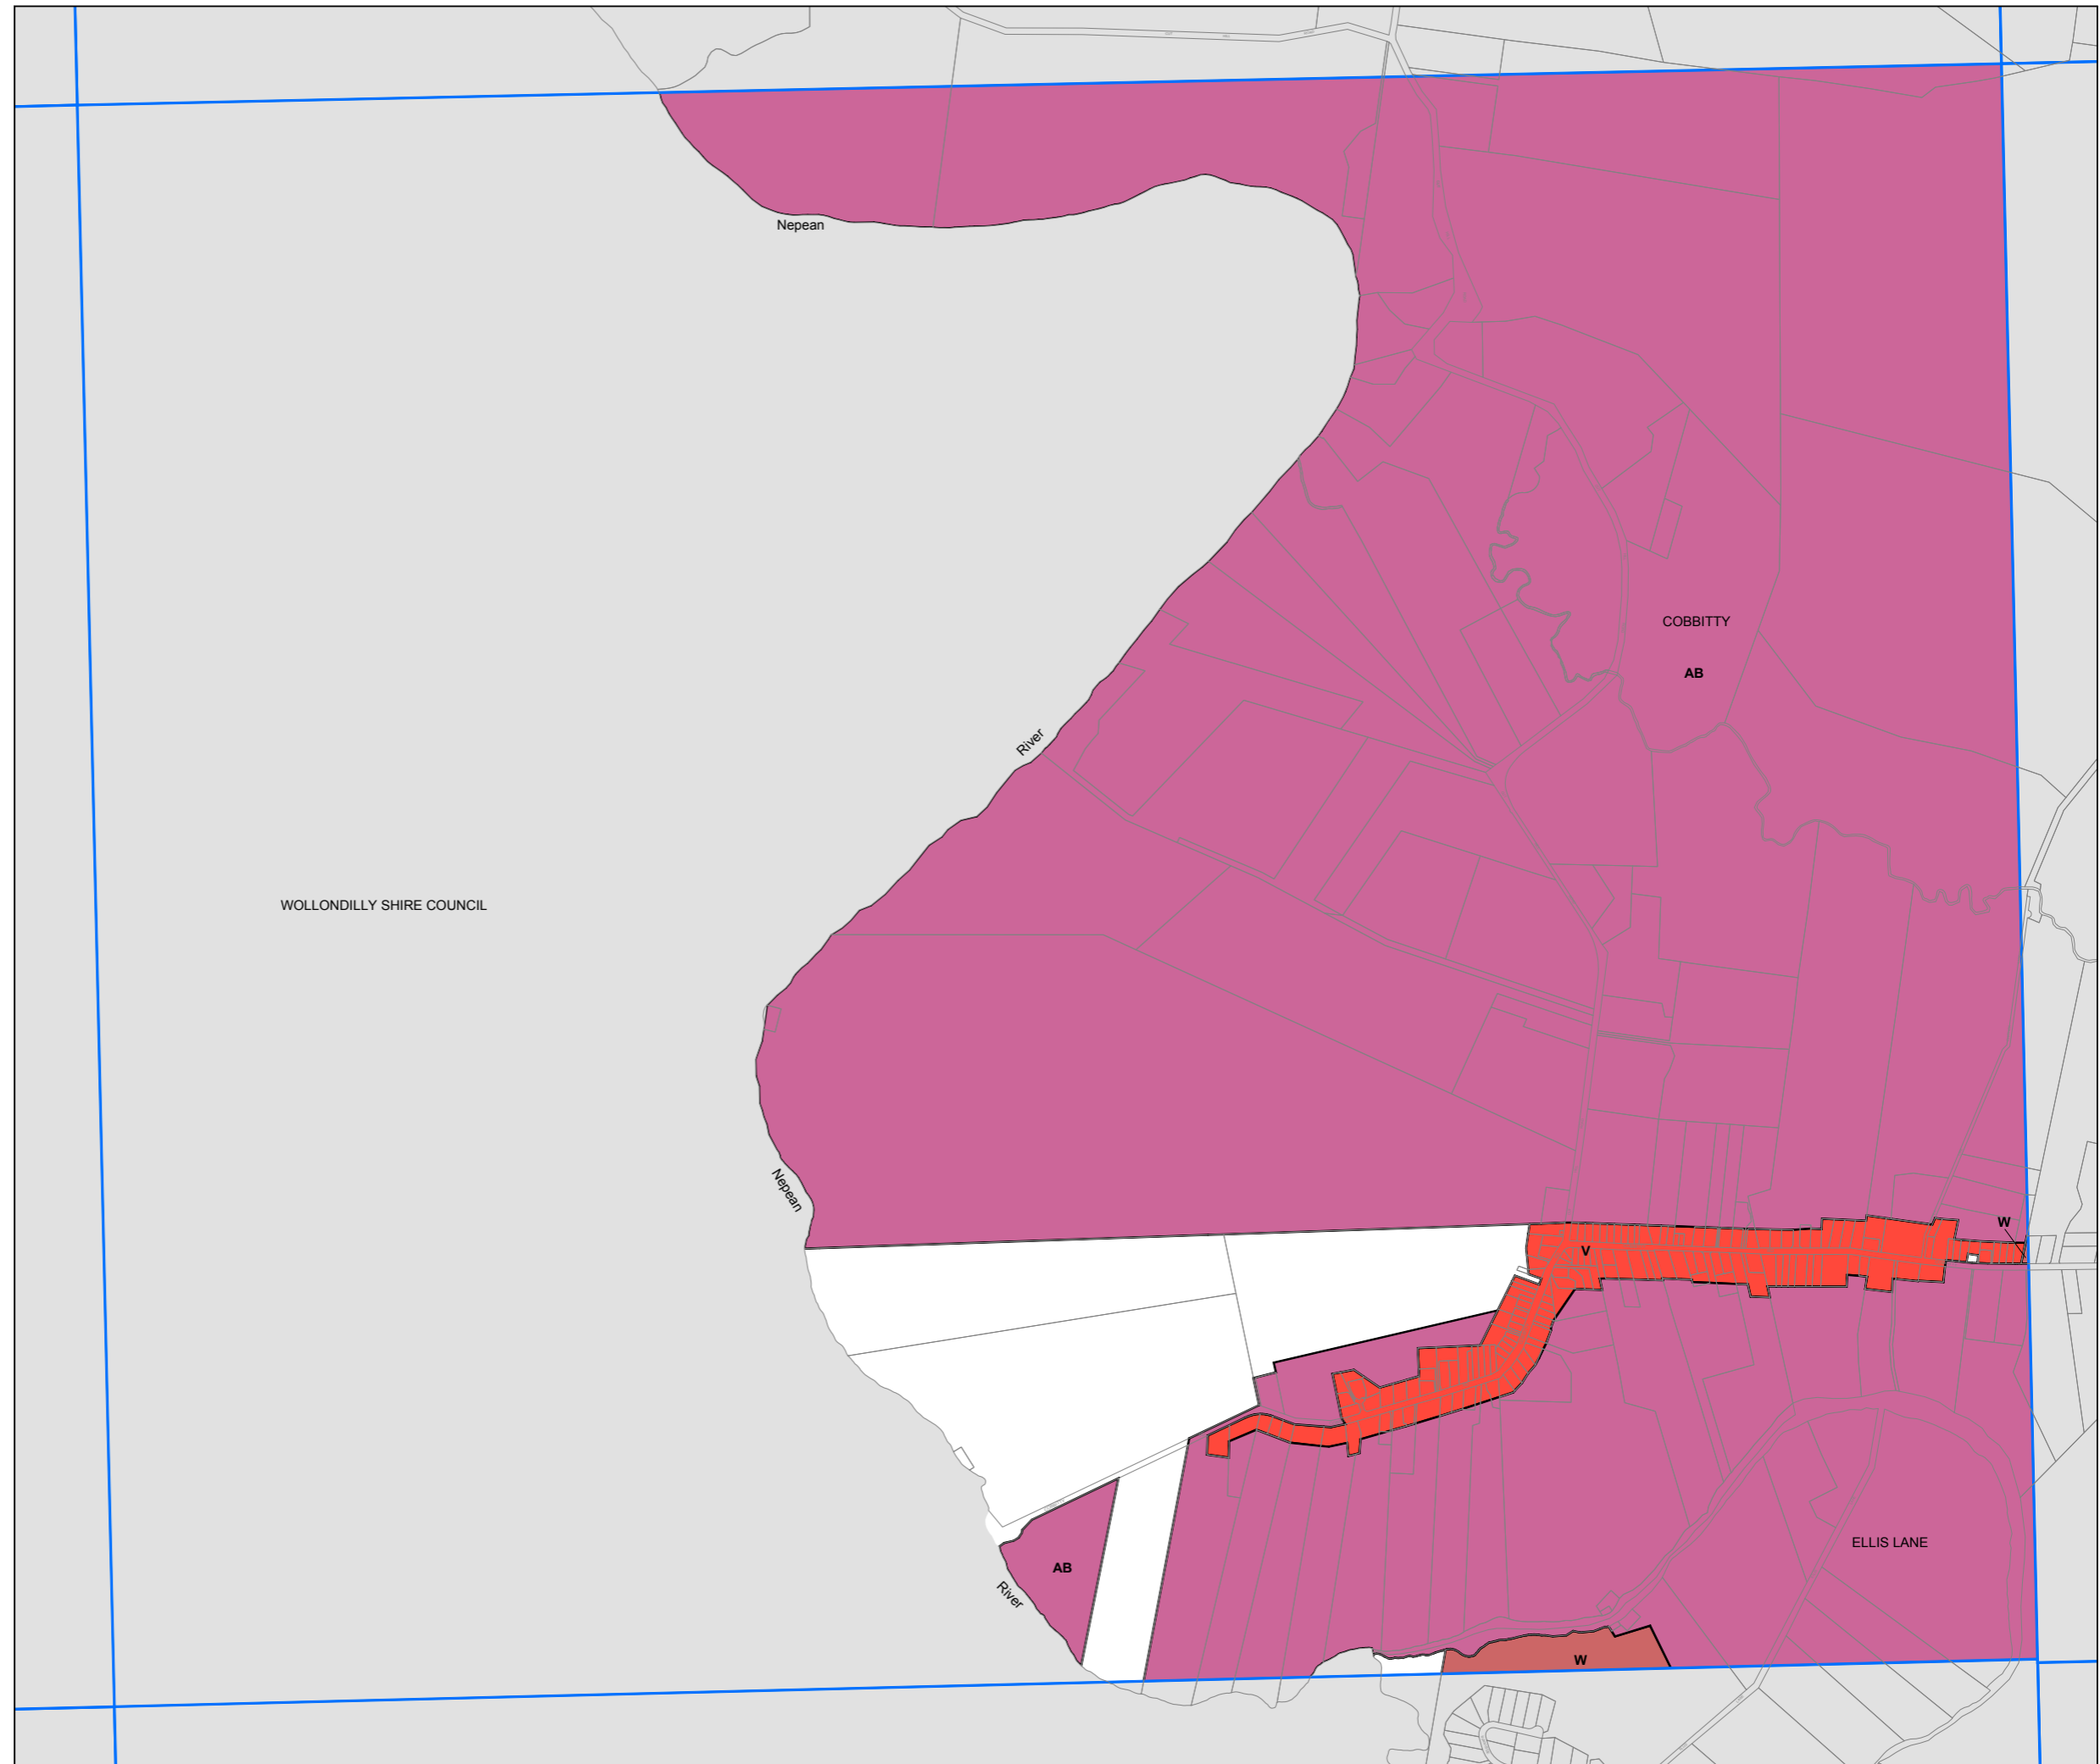 Nepean
COBBITTY
AB
River
WOLLONDILLY SHIRE COUNCIL
Nepean
W
V
ELLIS LANE
AB
River
W